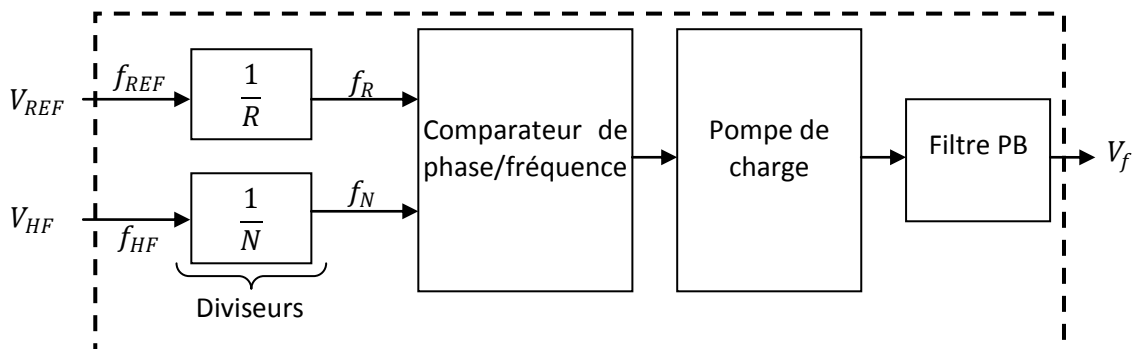 V_REF
f_REF
1/R
f_R
V_HF
f_HF
1/N
f_N
Diviseurs
Comparateur de
phase/fréquence
Pompe de
charge
Filtre PB
V_f